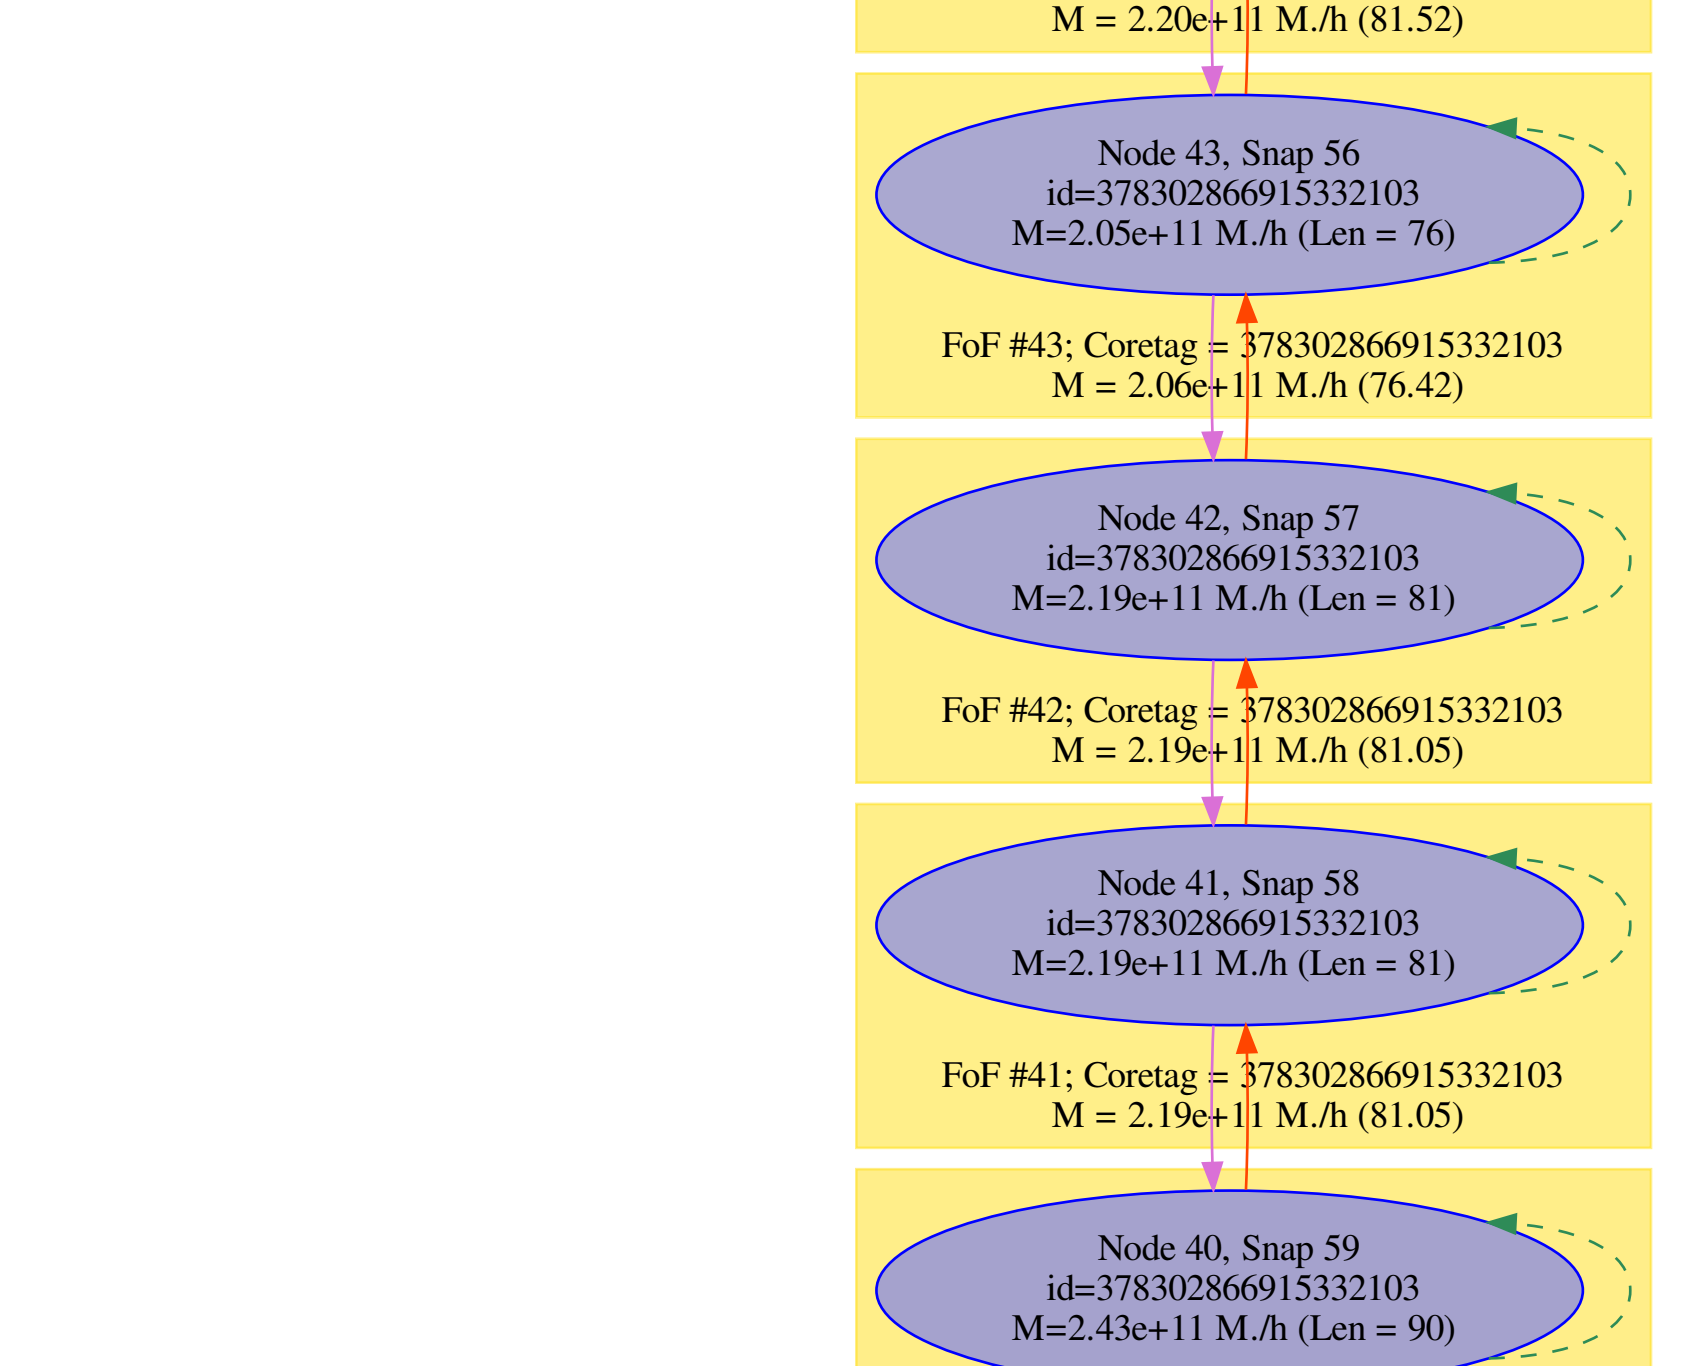 M = 2.20e+11 M./h (81.52)
Node 43, Snap 56
id=378302866915332103
M=2.05e+11 M./h (Len = 76)
FoF #43; Coretag = 378302866915332103
M = 2.06e+11 M./h (76.42)
Node 42, Snap 57
id=378302866915332103
M=2.19e+11 M./h (Len = 81)
FoF #42; Coretag = 378302866915332103
M = 2.19e+11 M./h (81.05)
Node 41, Snap 58
id=378302866915332103
M=2.19e+11 M./h (Len = 81)
FoF #41; Coretag = 378302866915332103
M = 2.19e+11 M./h (81.05)
Node 40, Snap 59
id=378302866915332103
M=2.43e+11 M./h (Len = 90)